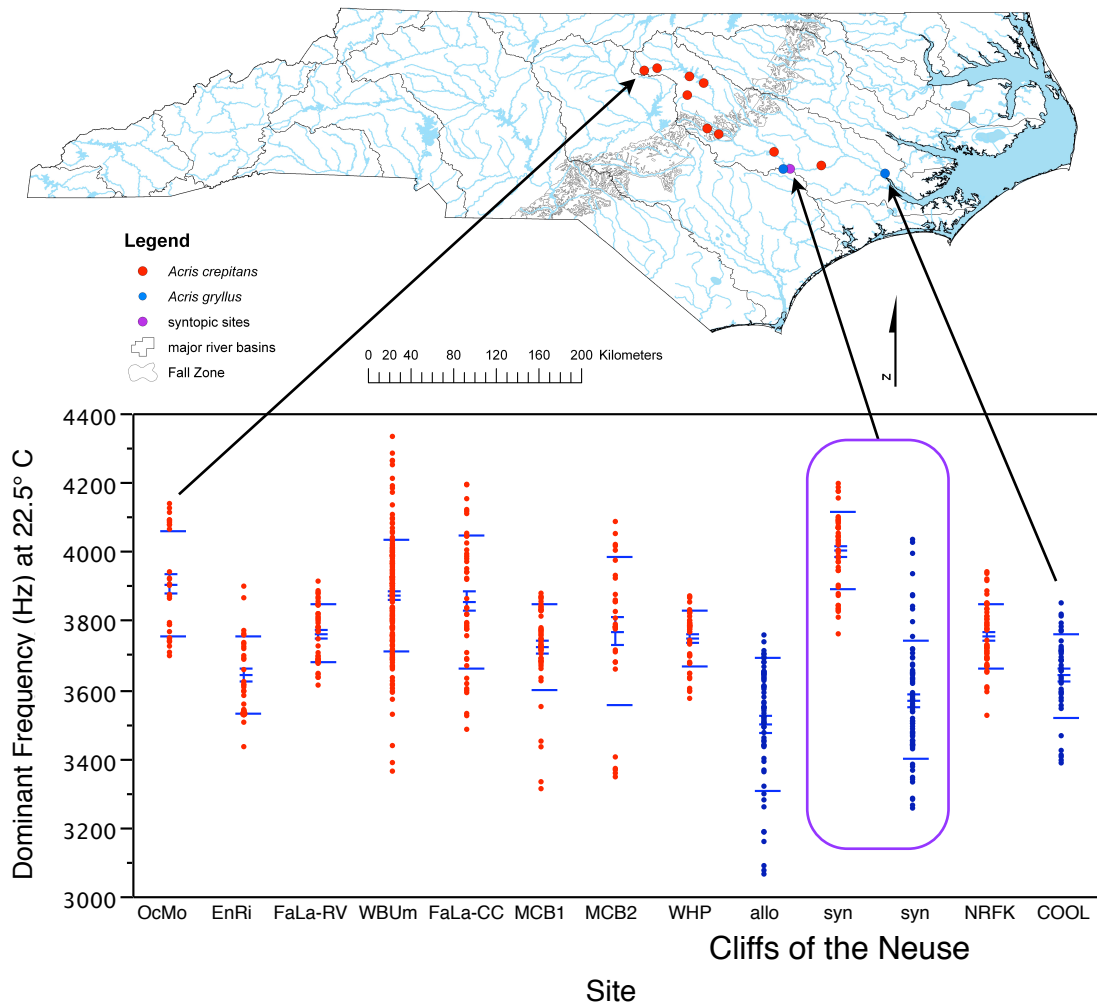 Legend
Acris crepitans
Acris gryllus
syntopic sites
major river basins
Fall Zone
0 20 40 80 120 160 200 Kilometers
z
Dominant Frequency (Hz) at 22.5° C
4400
4200
4000
3800
3600
3400
3200
3000
OcMo EnRi FaLa-RV WBUm FaLa-CC MCB1 MCB2 WHP allo syn syn NRFK COOL
Cliffs of the Neuse
Site